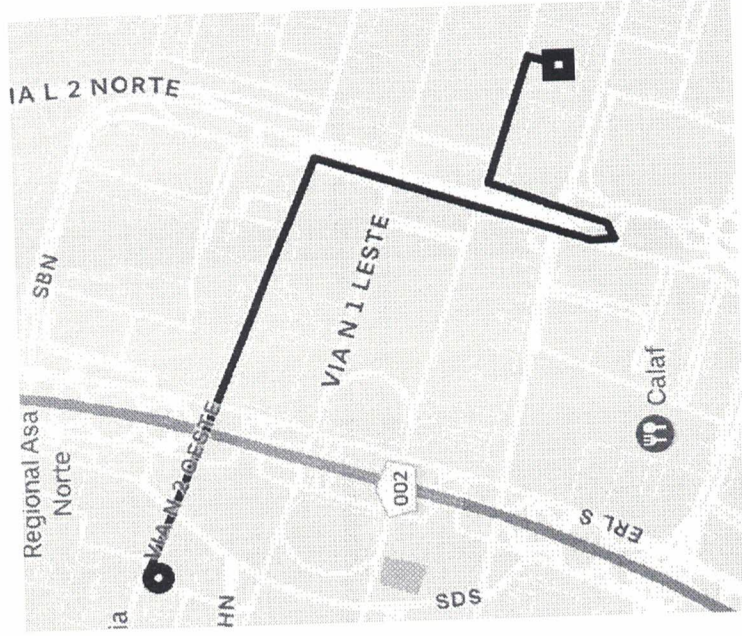 IA L 2 NORTE
SBN
VIA N 1 LESTE
Regional Asa
Norte
VIA N 2 OESTE
Calaf
002
ERL S
SDS
HN
ia